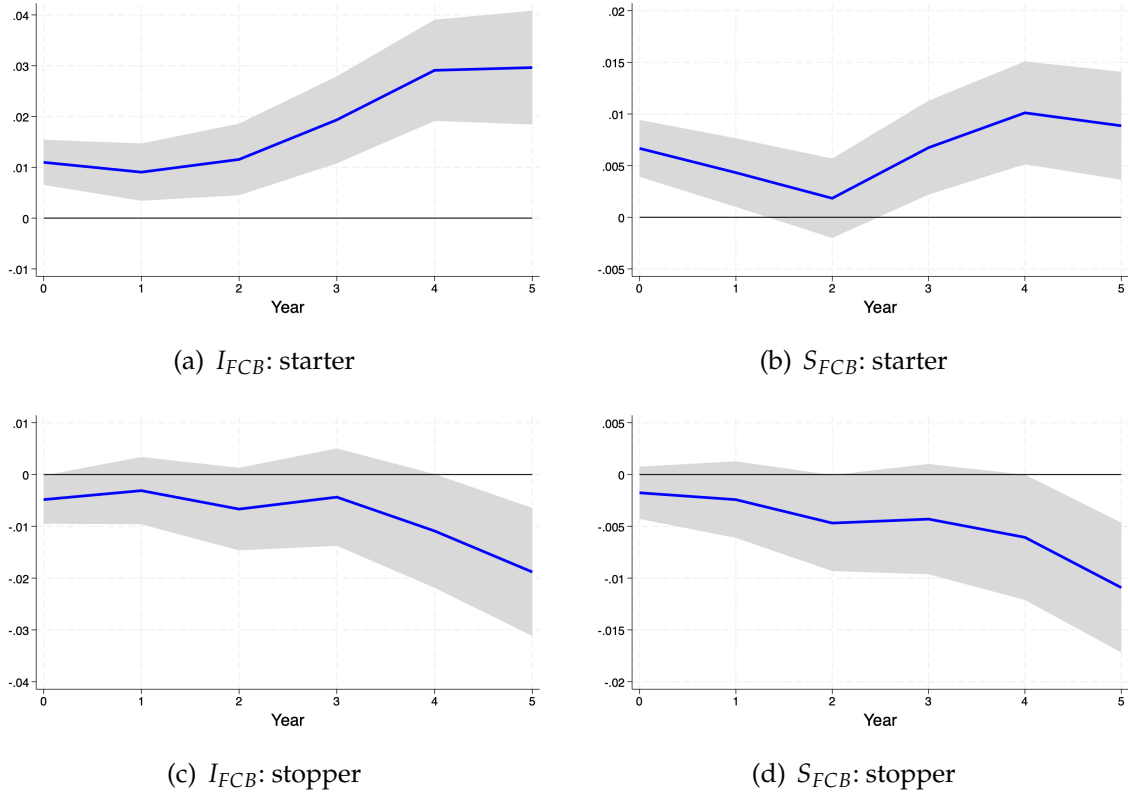 .04
.03
.02
.01
0
-.01
0 1 2 3 4 5
Year
(a) I_FCB: starter
.02
.015
.01
.005
0
-.005
0 1 2 3 4 5
Year
(b) S_FCB: starter
.01
0
-.01
-.02
-.03
-.04
0 1 2 3 4 5
Year
(c) I_FCB: stopper
.005
0
-.005
-.01
-.015
-.02
0 1 2 3 4 5
Year
(d) S_FCB: stopper